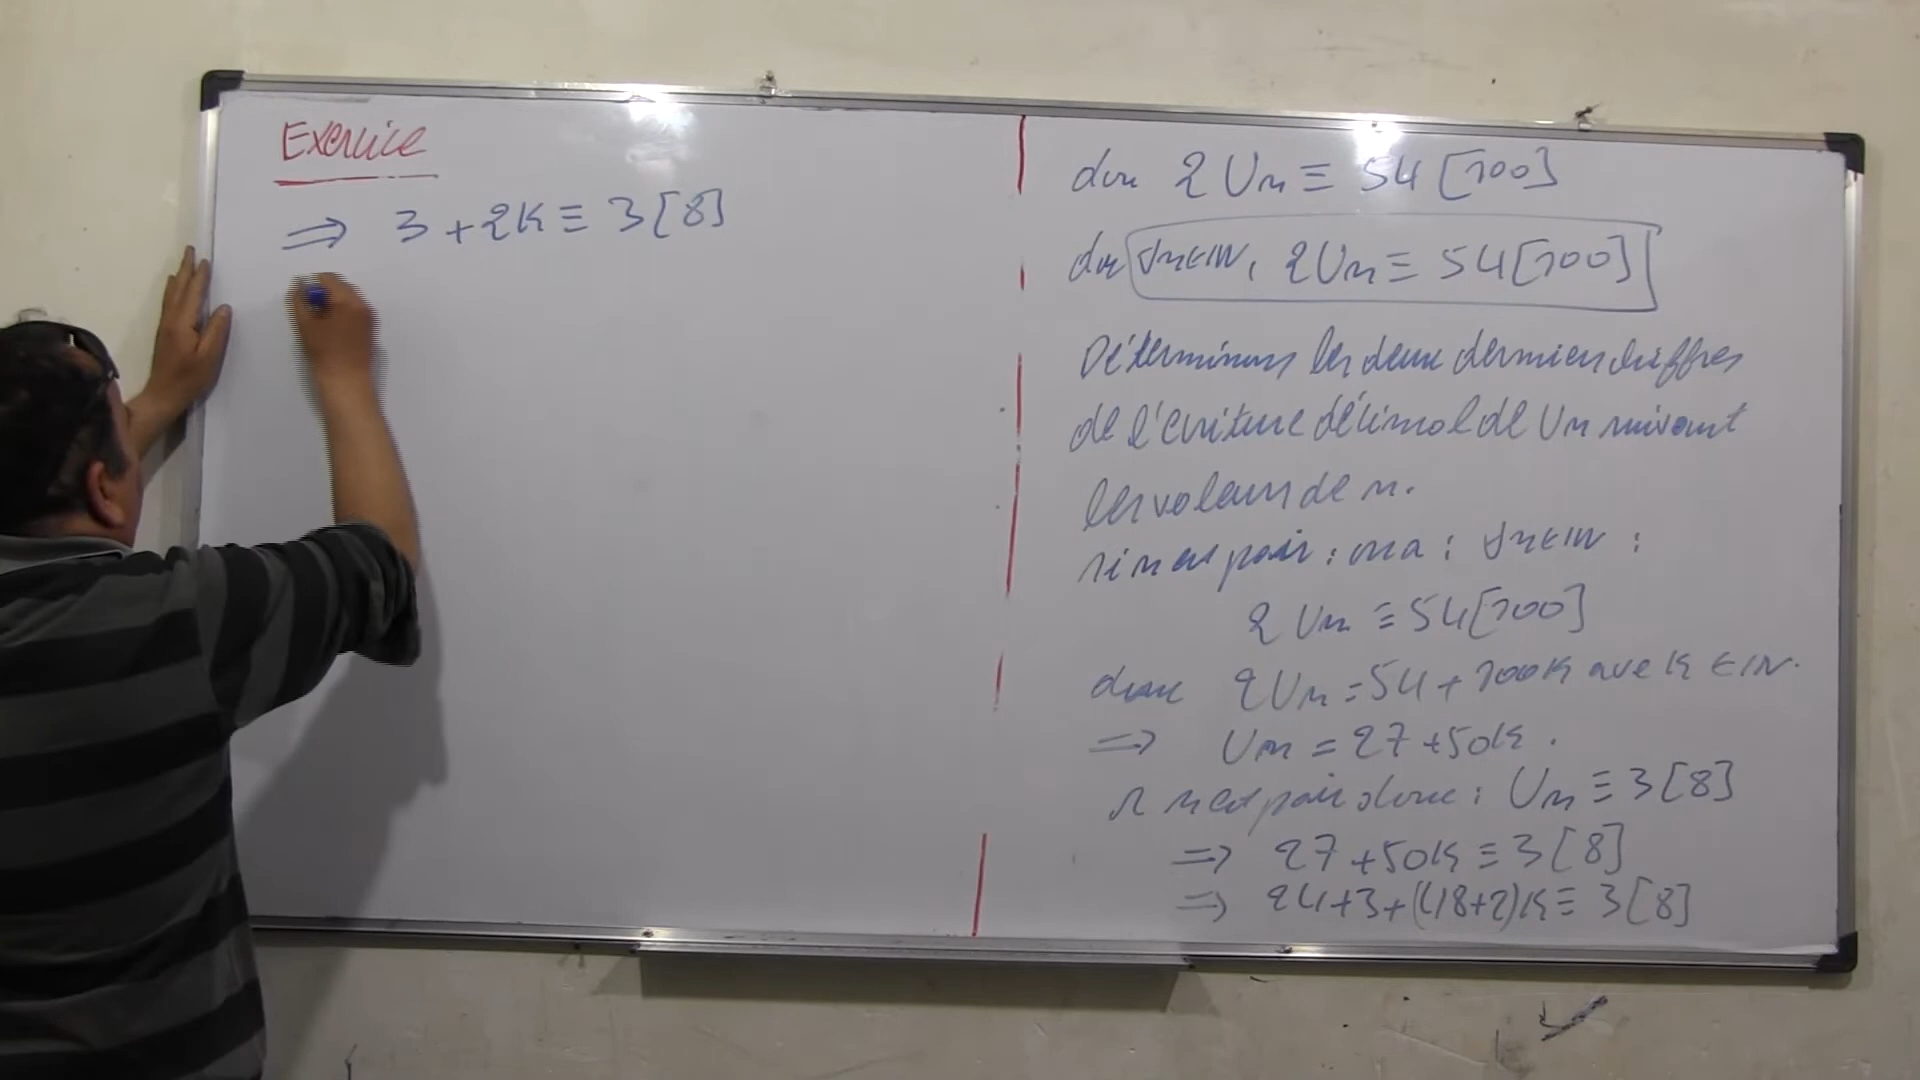 Exercice
⟹ 3 + 2k ≡ 3[8]
donc 2Un ≡ 54[100]
donc ∀n∈IN, 2Un ≡ 54[100]
Déterminons les deux dernier chiffres
de l'écriture décimal de Un suivant
les valeurs de n.
si n est pair : on a : ∀n∈IN :
2Un ≡ 54[100]
donc 2Un = 54 + 100k avec k ∈ IN.
⟹ Un = 27 + 50k.
n est pair donc : Un ≡ 3[8]
⟹ 27 + 50k ≡ 3[8]
⟹ 24 + 3 + (48+2)k ≡ 3[8]